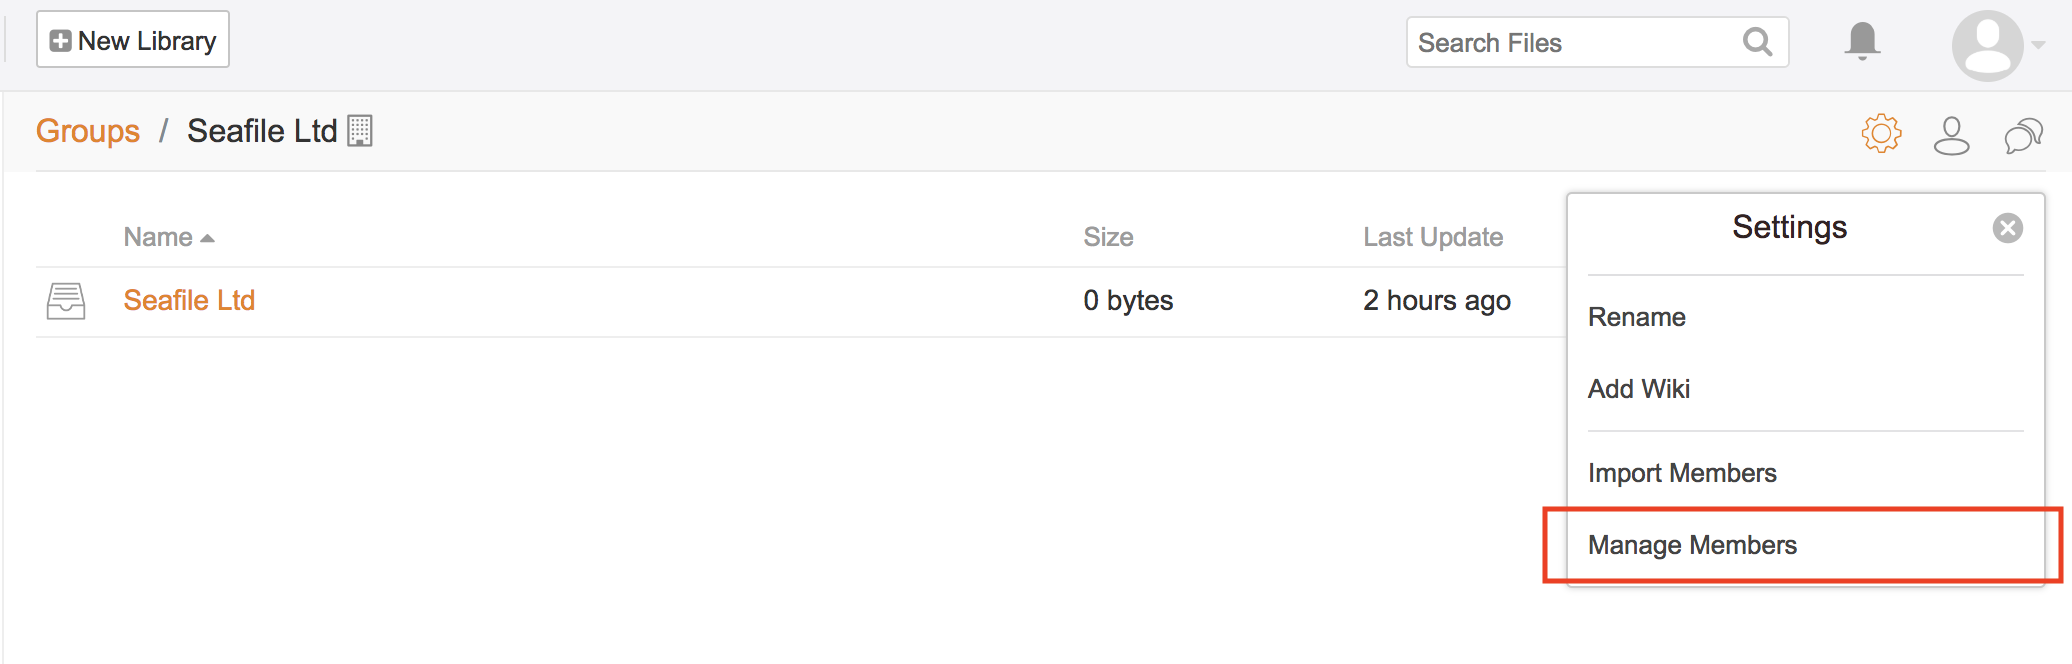 New Library
Search Files
Groups / Seafile Ltd
Name
Size
Last Update
Seafile Ltd
0 bytes
2 hours ago
Settings
Rename
Add Wiki
Import Members
Manage Members